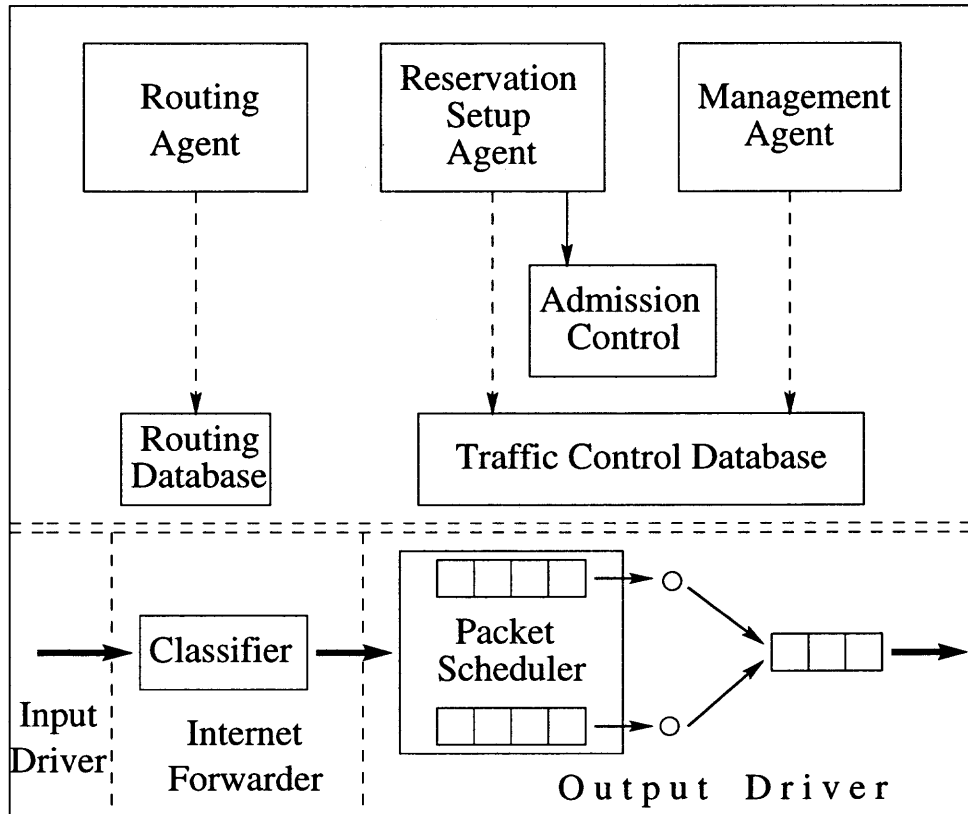 Routing
Agent
Reservation
Setup
Agent
Management
Agent
Admission
Control
Routing
Database
Traffic Control Database
Classifier
Packet
Scheduler
Input
Driver
Internet
Forwarder
Output Driver